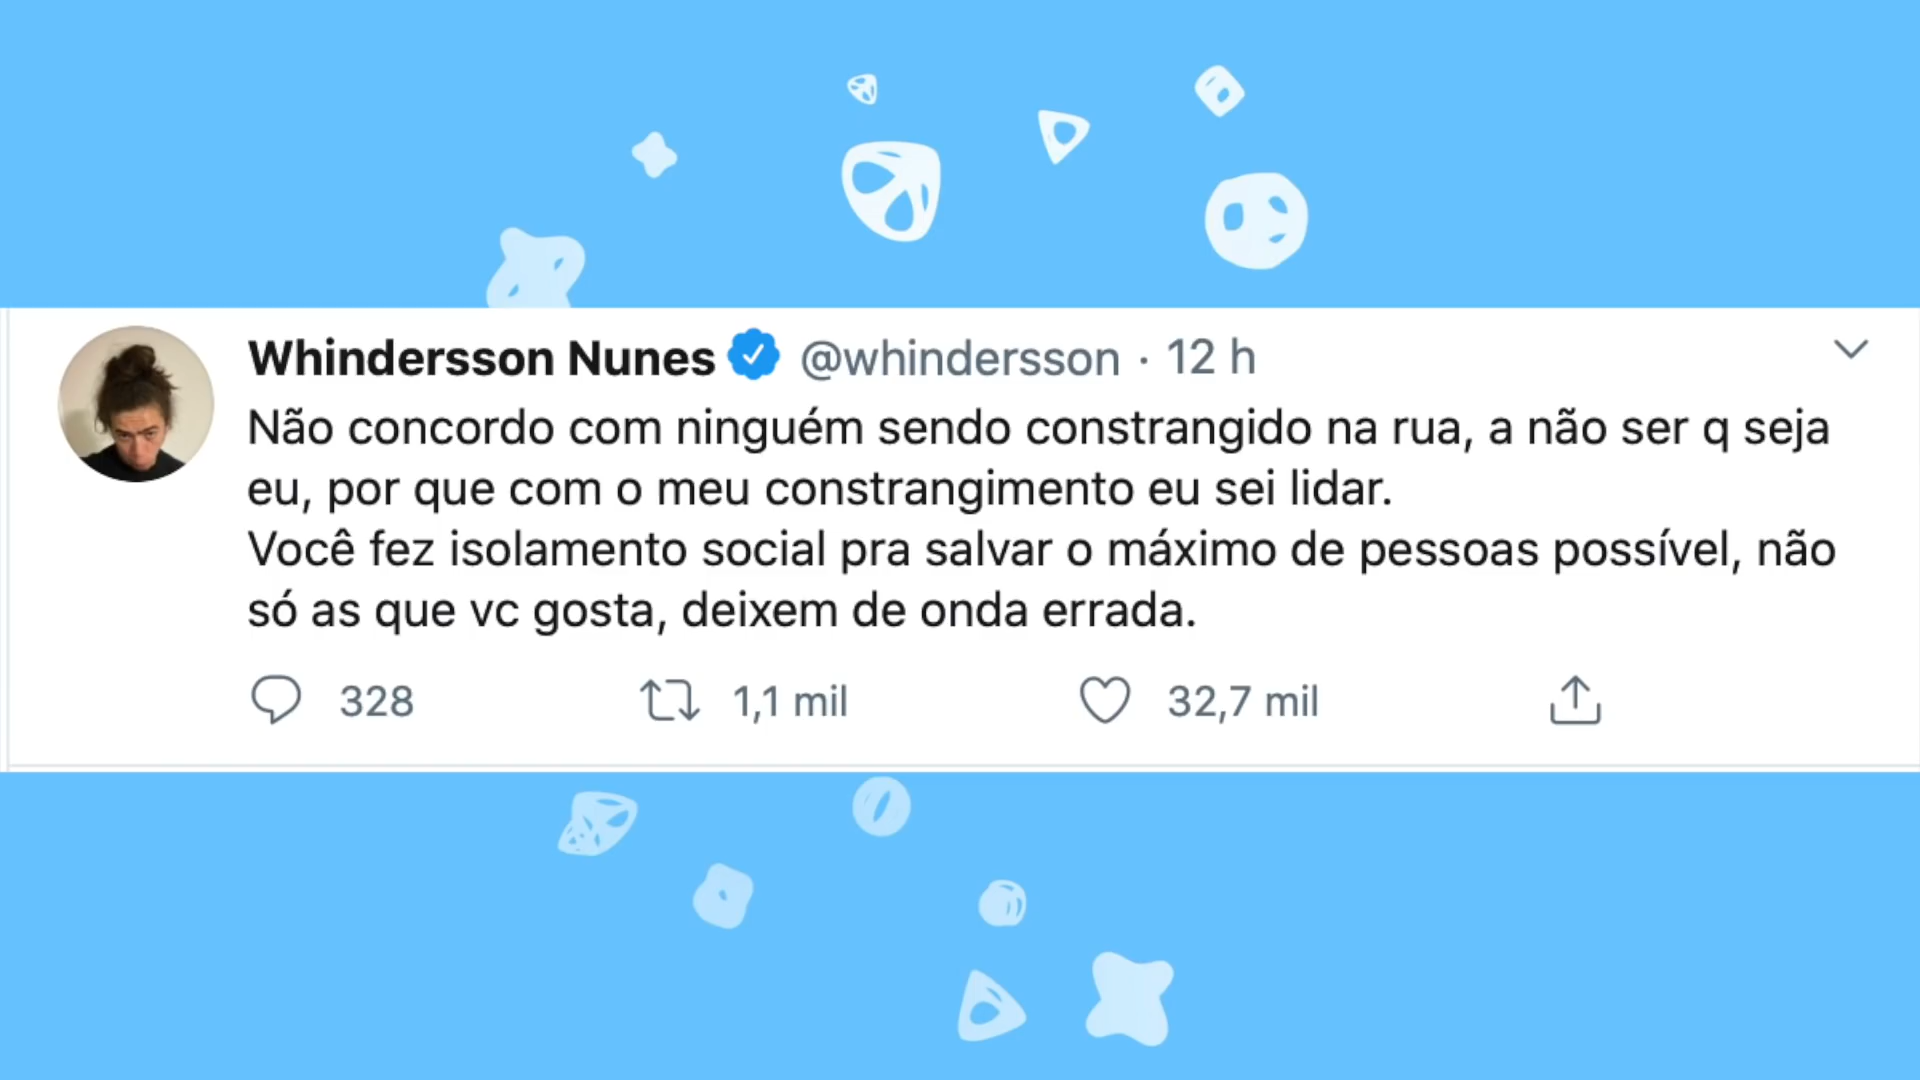 Whindersson Nunes @whindersson · 12 h
Não concordo com ninguém sendo constrangido na rua, a não ser q seja
eu, por que com o meu constrangimento eu sei lidar.
Você fez isolamento social pra salvar o máximo de pessoas possível, não
só as que vc gosta, deixem de onda errada.
328 1,1 mil 32,7 mil